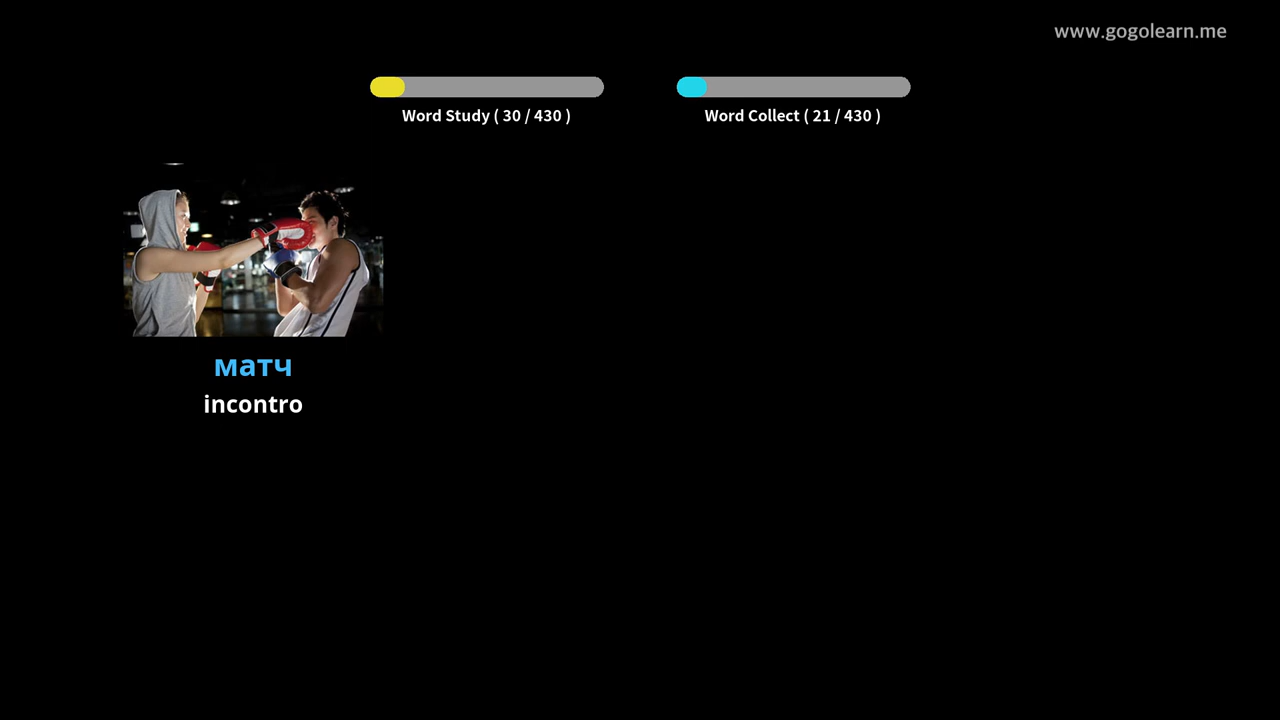 www.gogolearn.me
Word Study ( 30 / 430 )
Word Collect ( 21 / 430 )
матч
incontro